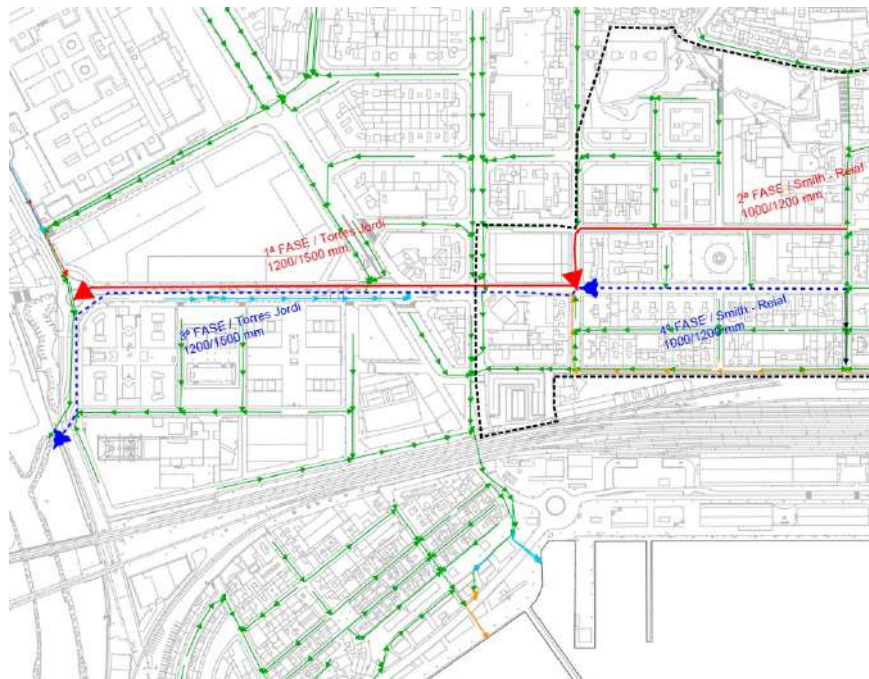 2ª FASE / Smith - Reial
1000/1200 mm
1ª FASE / Torres Jordi
1200/1500 mm
3ª FASE / Torres Jordi
1200/1500 mm
4ª FASE / Smith - Reial
1000/1200 mm